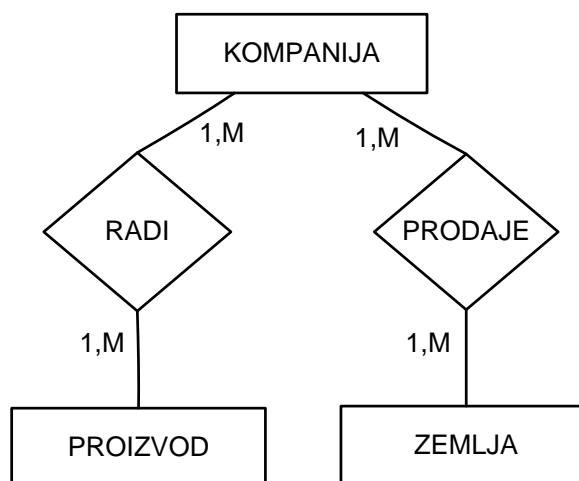 KOMPANIJA
1,M 1,M
RADI PRODAJE
1,M 1,M
PROIZVOD ZEMLJA